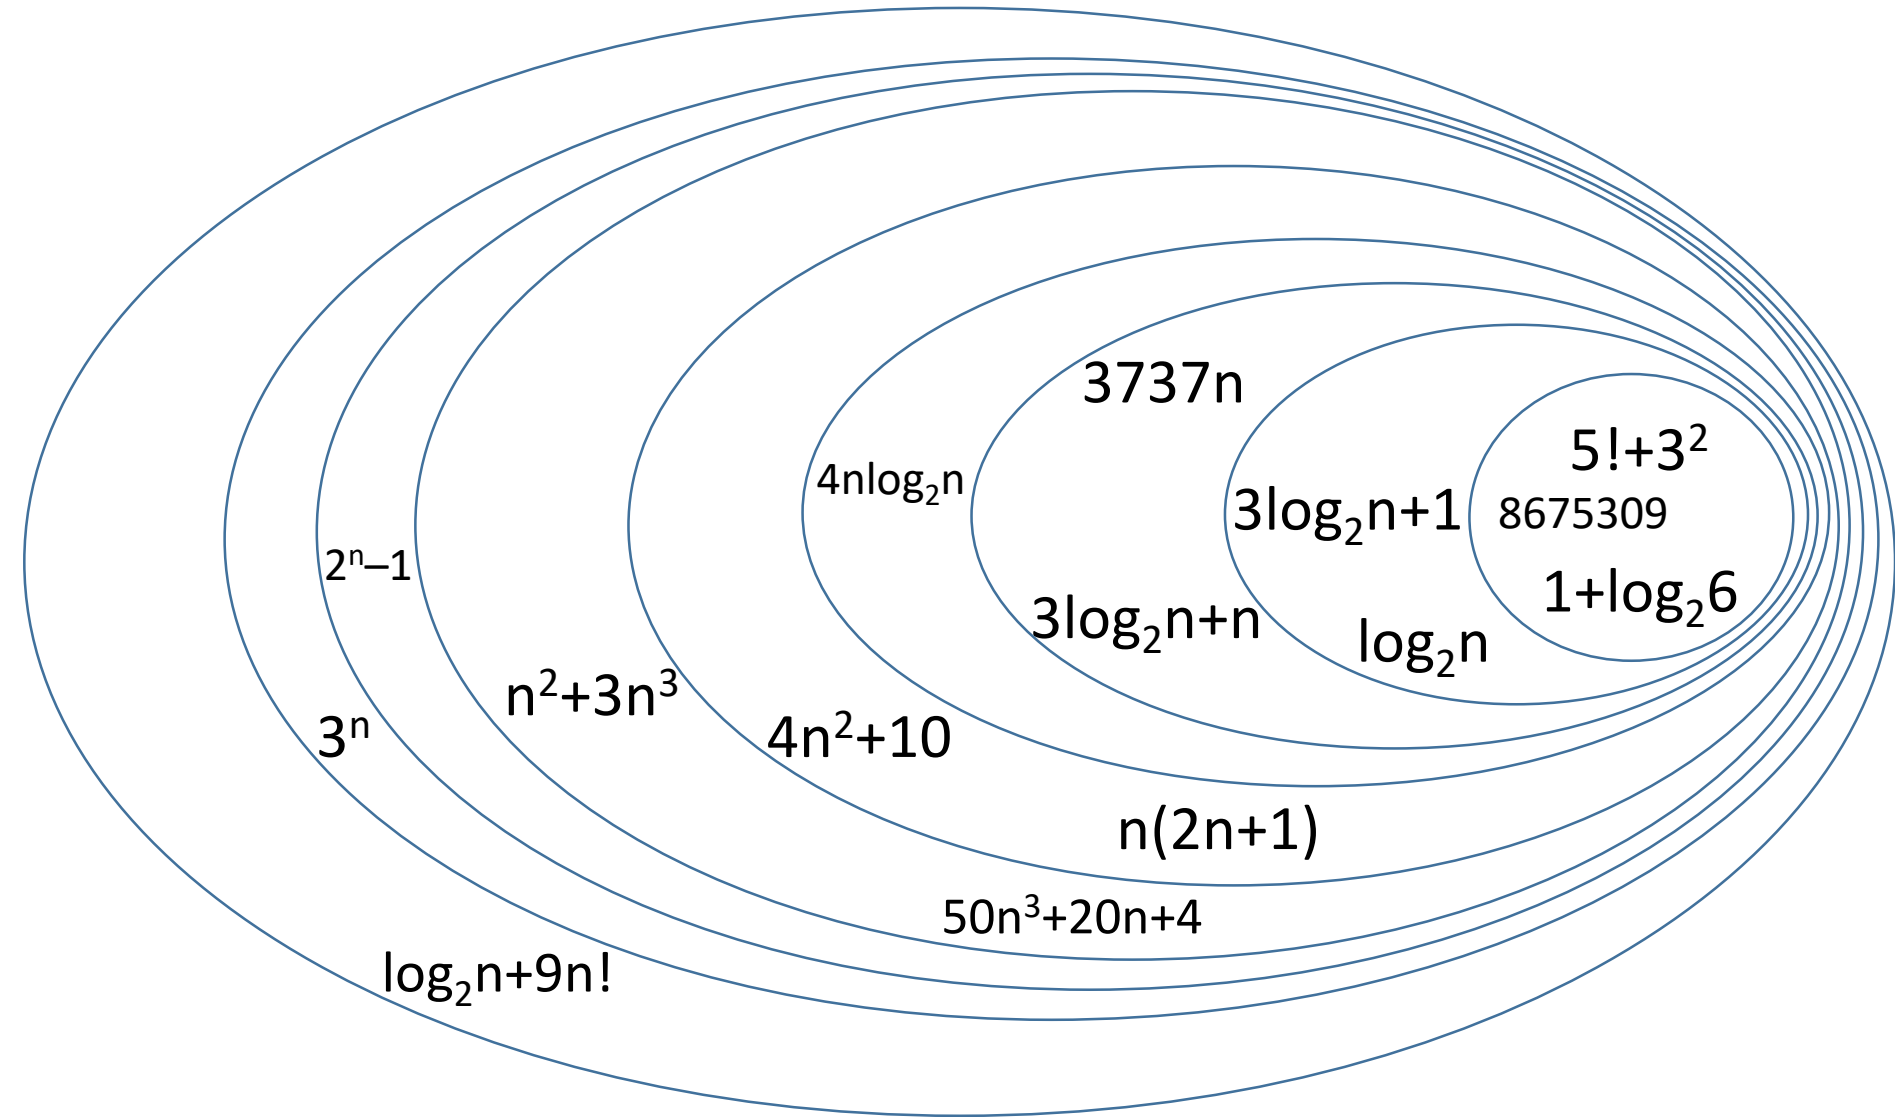 3737n
5!+3²
4nlog₂n
3log₂n+1
8675309
2ⁿ–1
1+log₂6
3log₂n+n
log₂n
n²+3n³
3ⁿ
4n²+10
n(2n+1)
50n³+20n+4
log₂n+9n!